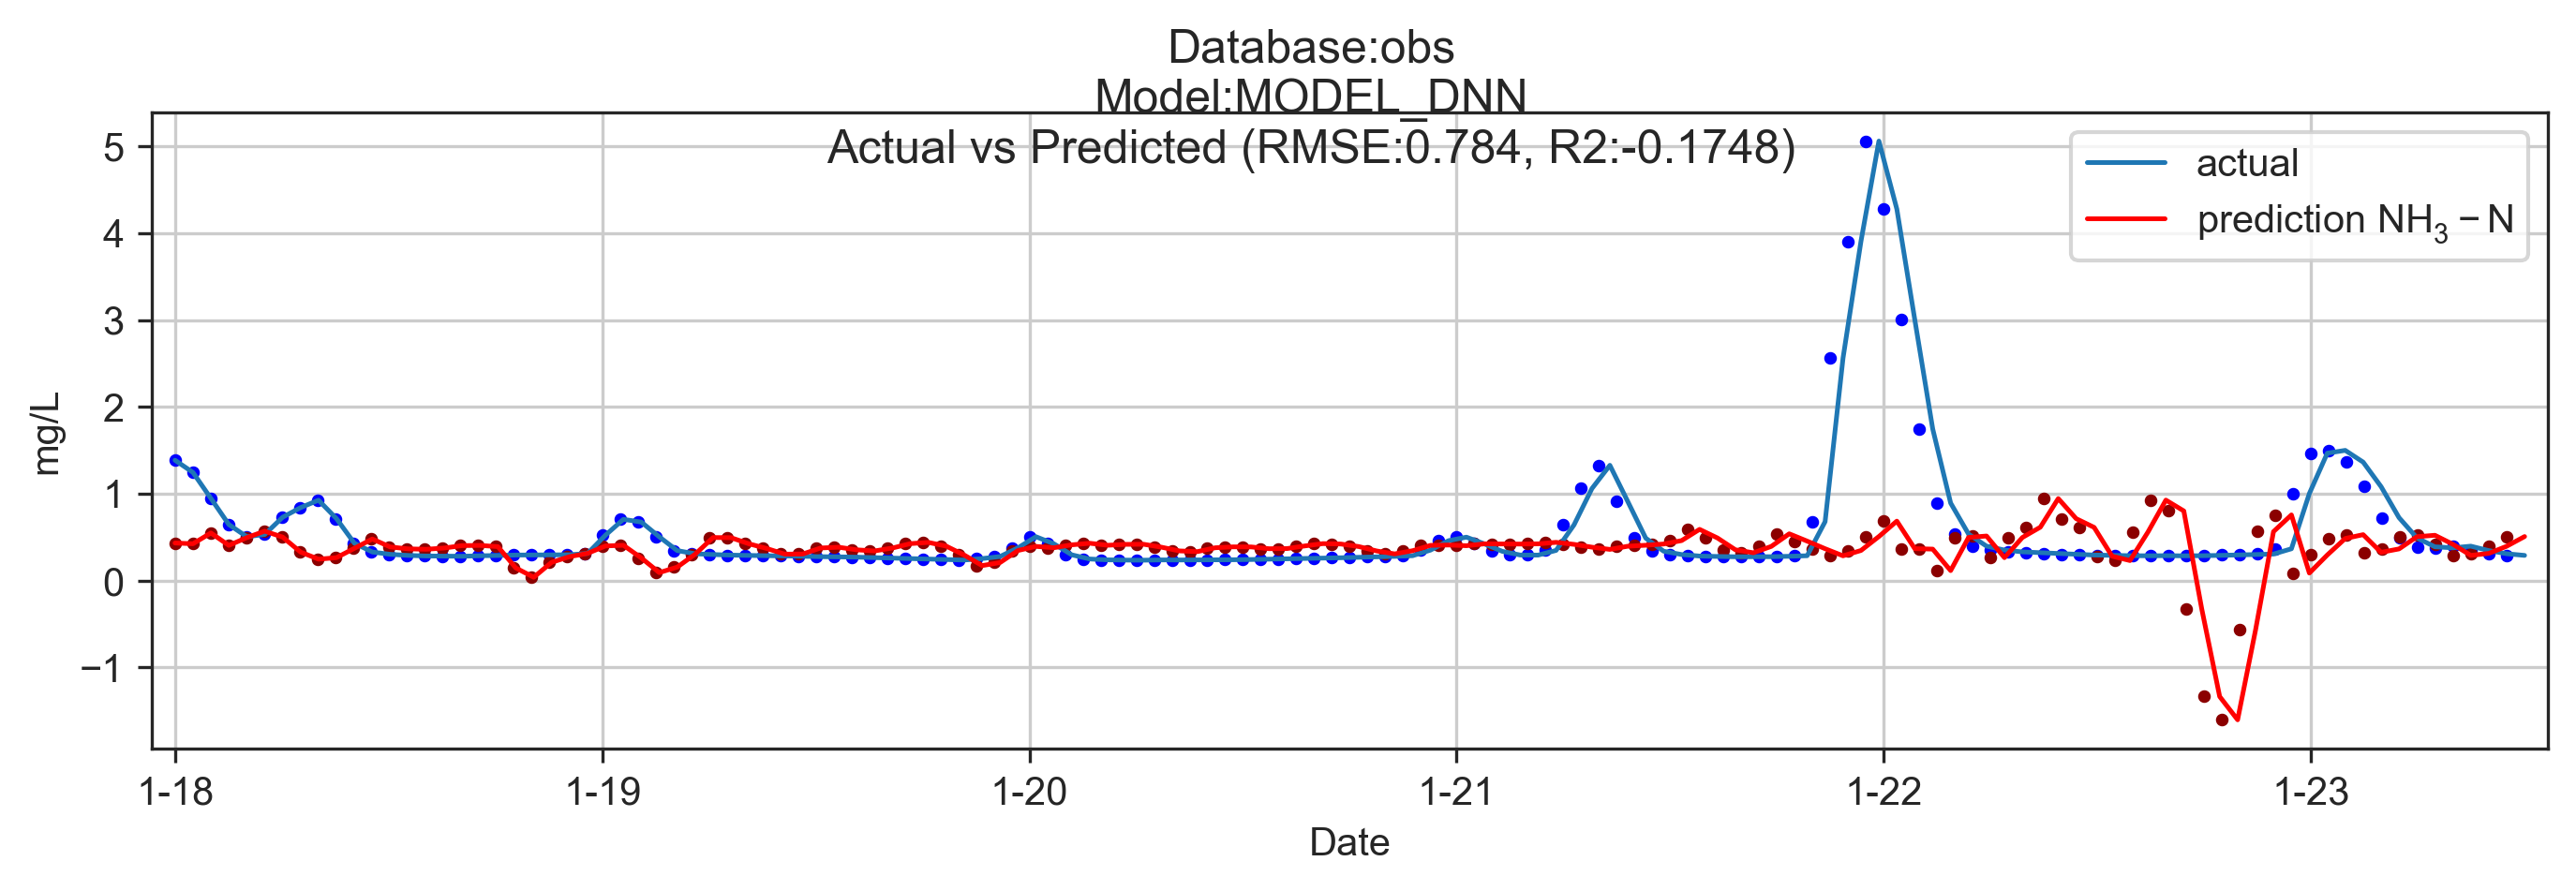 Database:obs
Model:MODEL_DNN
Actual vs Predicted (RMSE:0.784, R2:-0.1748)
actual
prediction NH₃ − N
5
4
3
2
1
0
−1
mg/L
1-18 1-19 1-20 1-21 1-22 1-23
Date